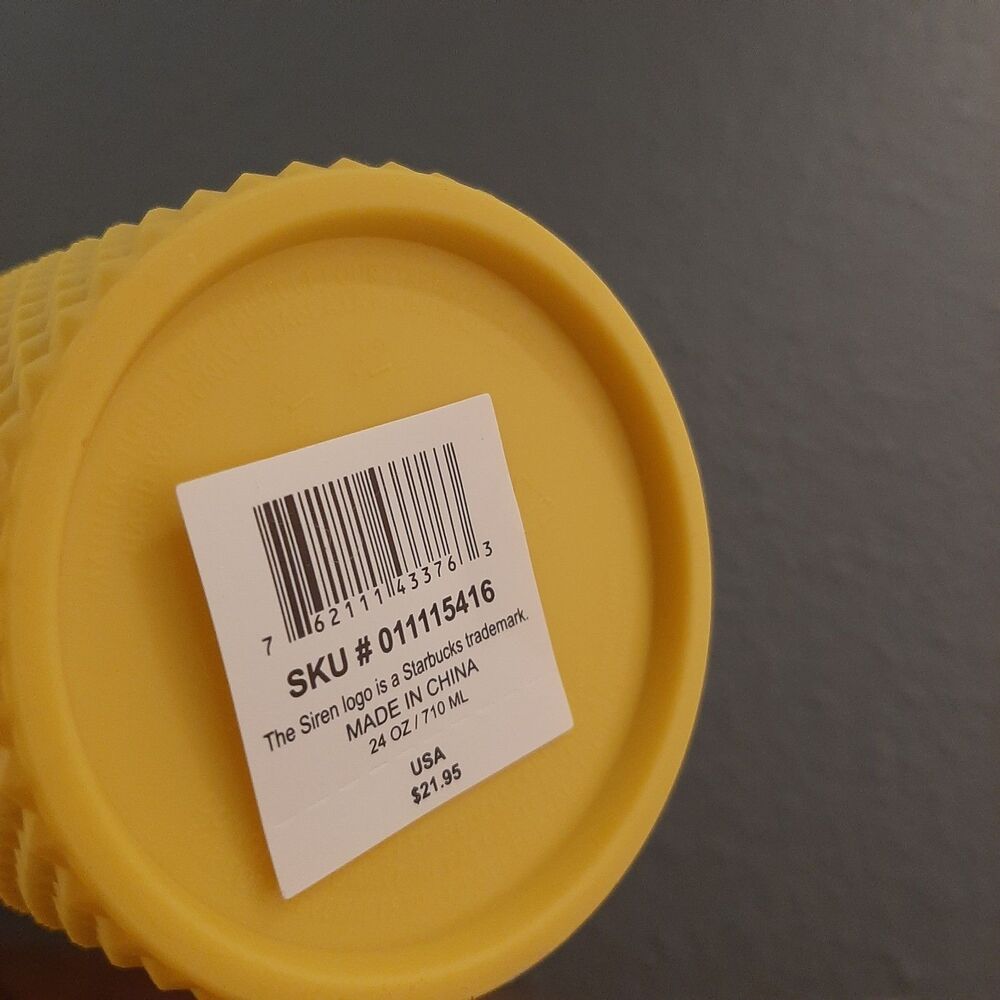 7 62111 43376 3
SKU # 011115416
The Siren logo is a Starbucks trademark.
MADE IN CHINA
24 OZ / 710 ML
USA
$21.95